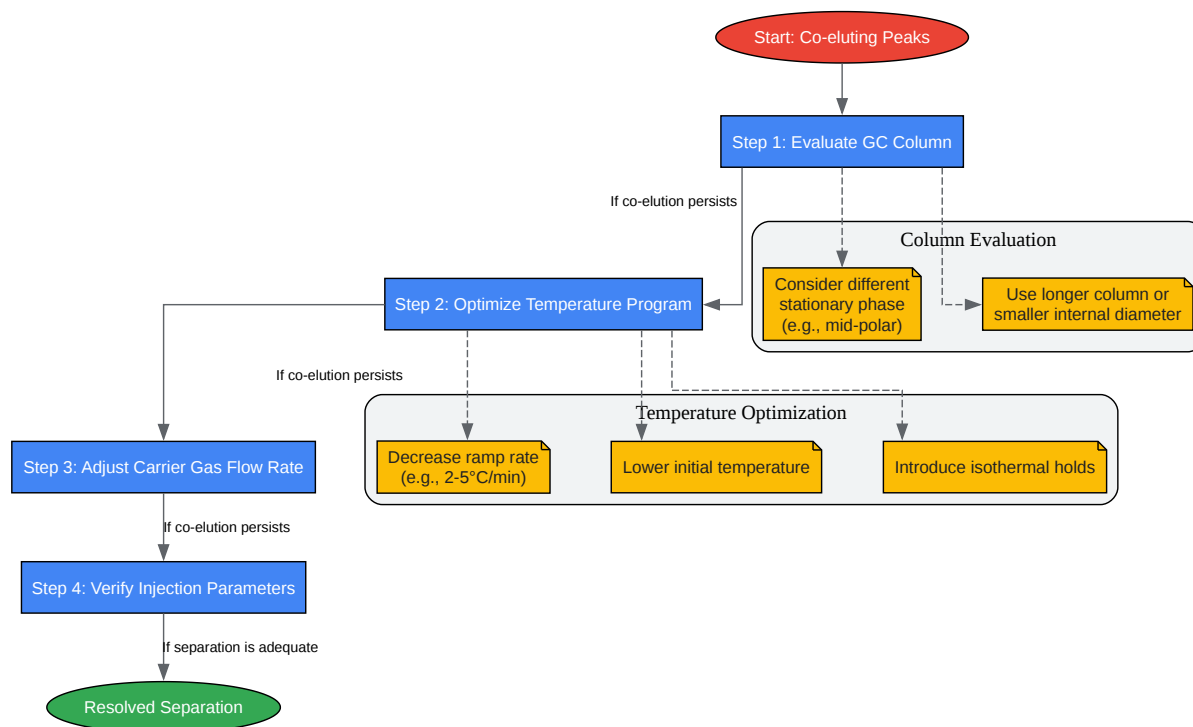 Start: Co-eluting Peaks
Step 1: Evaluate GC Column
If co-elution persists
Column Evaluation
Consider different
stationary phase
(e.g., mid-polar)
Use longer column or
smaller internal diameter
Step 2: Optimize Temperature Program
If co-elution persists
Temperature Optimization
Decrease ramp rate
(e.g., 2-5°C/min)
Lower initial temperature
Introduce isothermal holds
Step 3: Adjust Carrier Gas Flow Rate
If co-elution persists
Step 4: Verify Injection Parameters
If separation is adequate
Resolved Separation